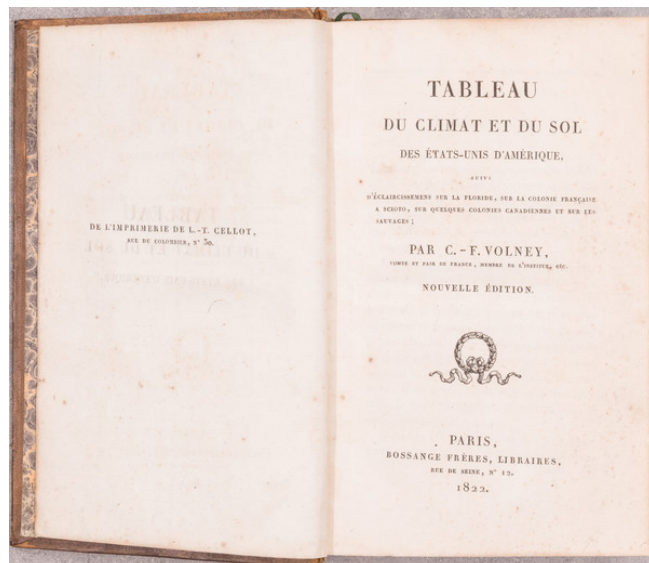 DE L'IMPRIMERIE DE L.-T. CELLOT,
RUE DU COLOMBIER, N° 30.
TABLEAU
DU CLIMAT ET DU SOL
DES ÉTATS-UNIS D'AMÉRIQUE,
SUIVI
D'ÉCLAIRCISSEMENS SUR LA FLORIDE, SUR LA COLONIE FRANÇAISE
A SCIOTO, SUR QUELQUES COLONIES CANADIENNES ET SUR LES
SAUVAGES;
PAR C.-F. VOLNEY,
COMTE ET PAIR DE FRANCE, MEMBRE DE L'INSTITUT, etc.
NOUVELLE ÉDITION.
PARIS,
BOSSANGE FRÈRES, LIBRAIRES,
RUE DE SEINE, N° 12.
1822.